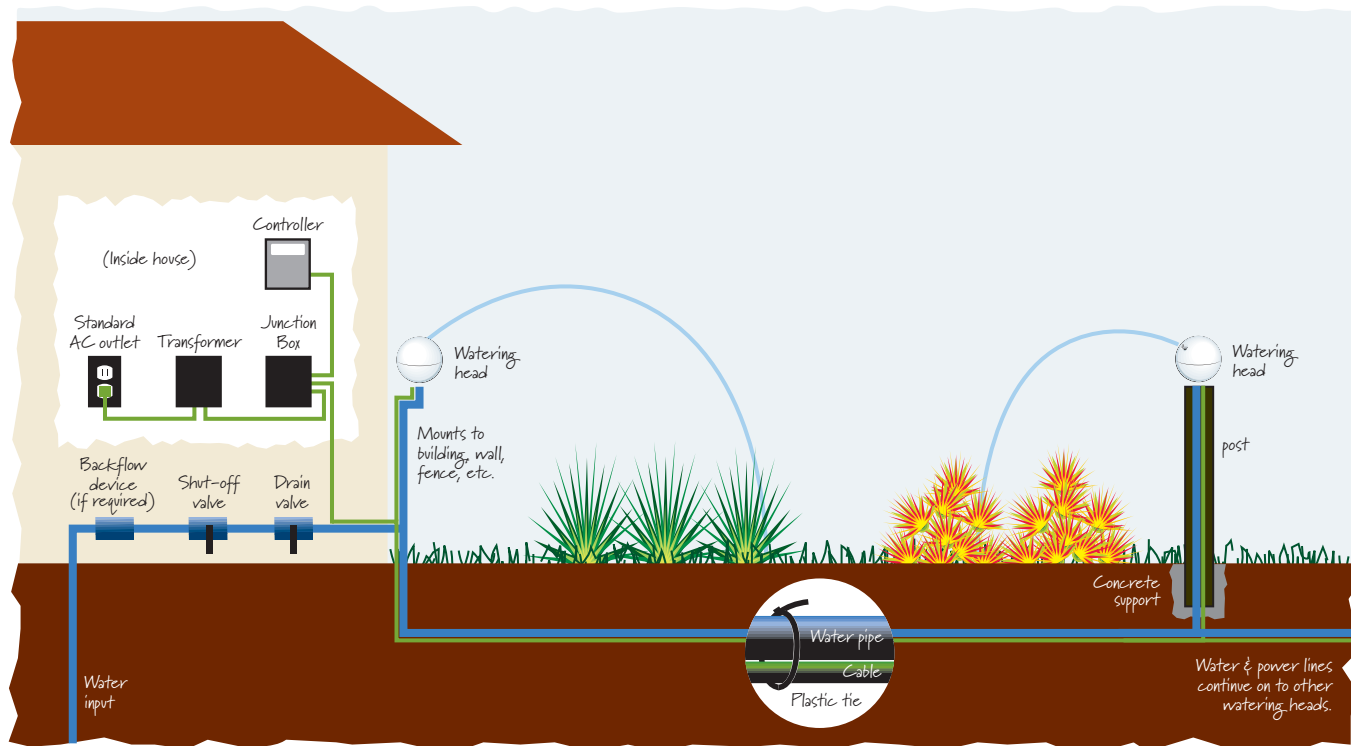 Controller
(Inside house)
Standard
AC outlet
Transformer
Junction
Box
Watering
head
Watering
head
Mounts to
building, wall,
fence, etc.
post
Backflow
device
(if required)
Shut-off
valve
Drain
valve
Concrete
support
Water pipe
Cable
Plastic tie
Water
input
Water & power lines
continue on to other
watering heads.